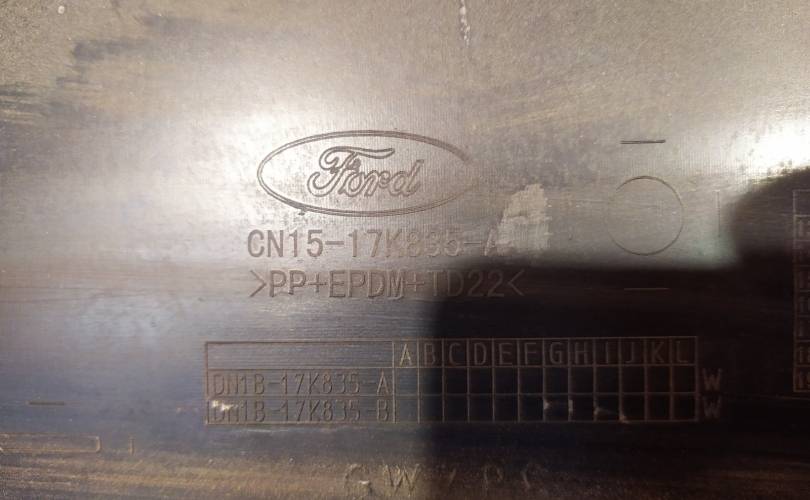 Ford
CN15-17K835-A
>PP+EPDM+TD22<
A B C D E F G H I J K L
DN1B-17K835-A W
DN1B-17K835-B W